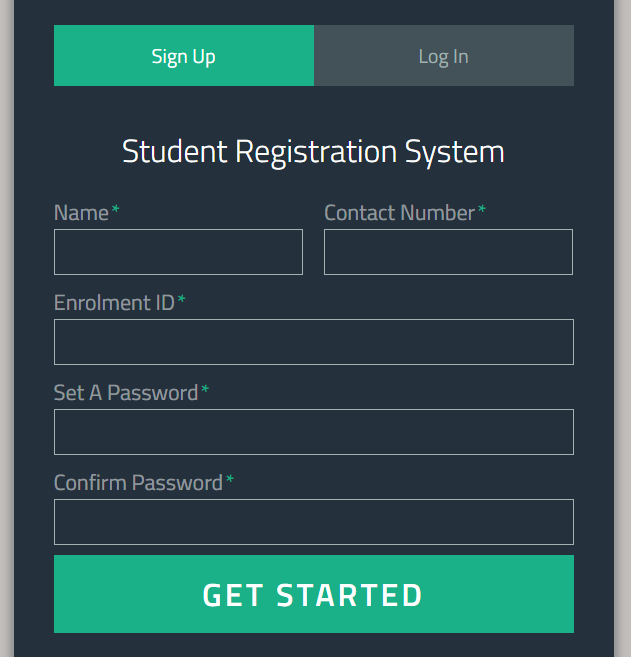 Sign Up Log In
Student Registration System
Name* Contact Number*
Enrolment ID*
Set A Password*
Confirm Password*
GET STARTED